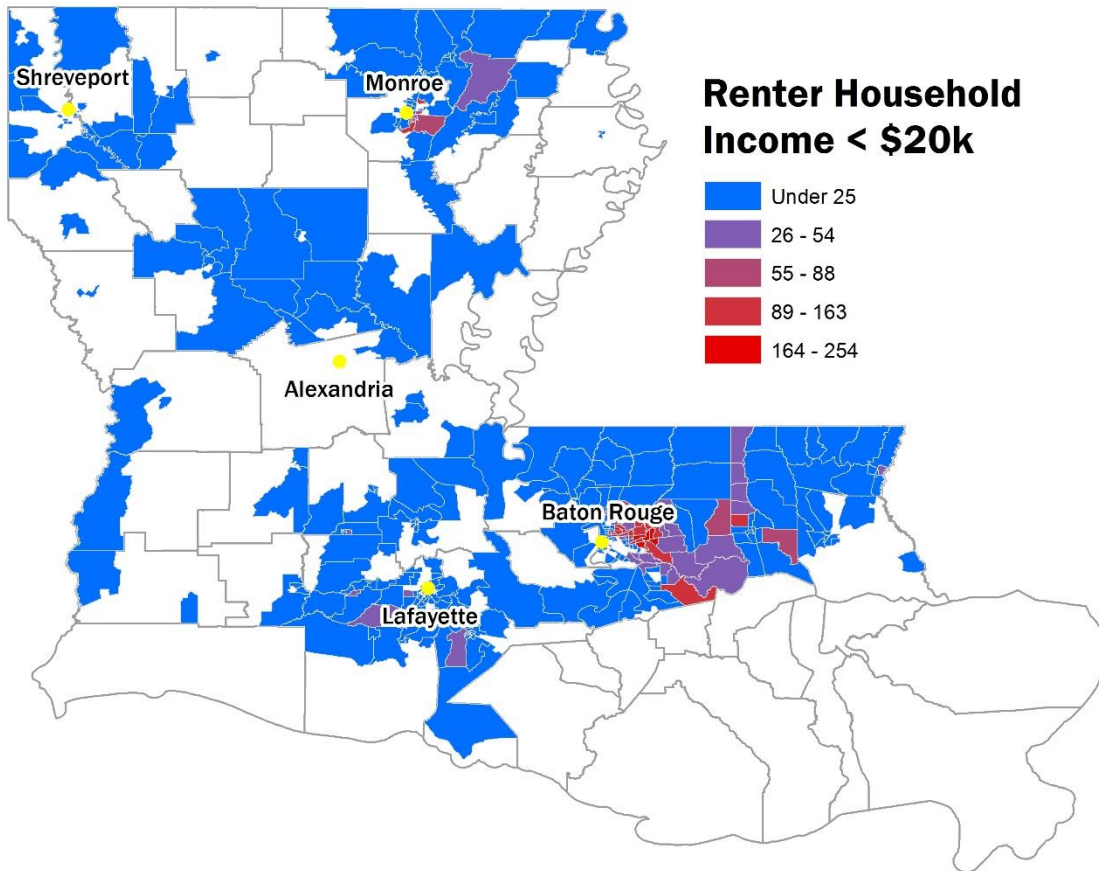 Renter Household
Income < $20k
Under 25
26 - 54
55 - 88
89 - 163
164 - 254
Shreveport
Monroe
Alexandria
Baton Rouge
Lafayette